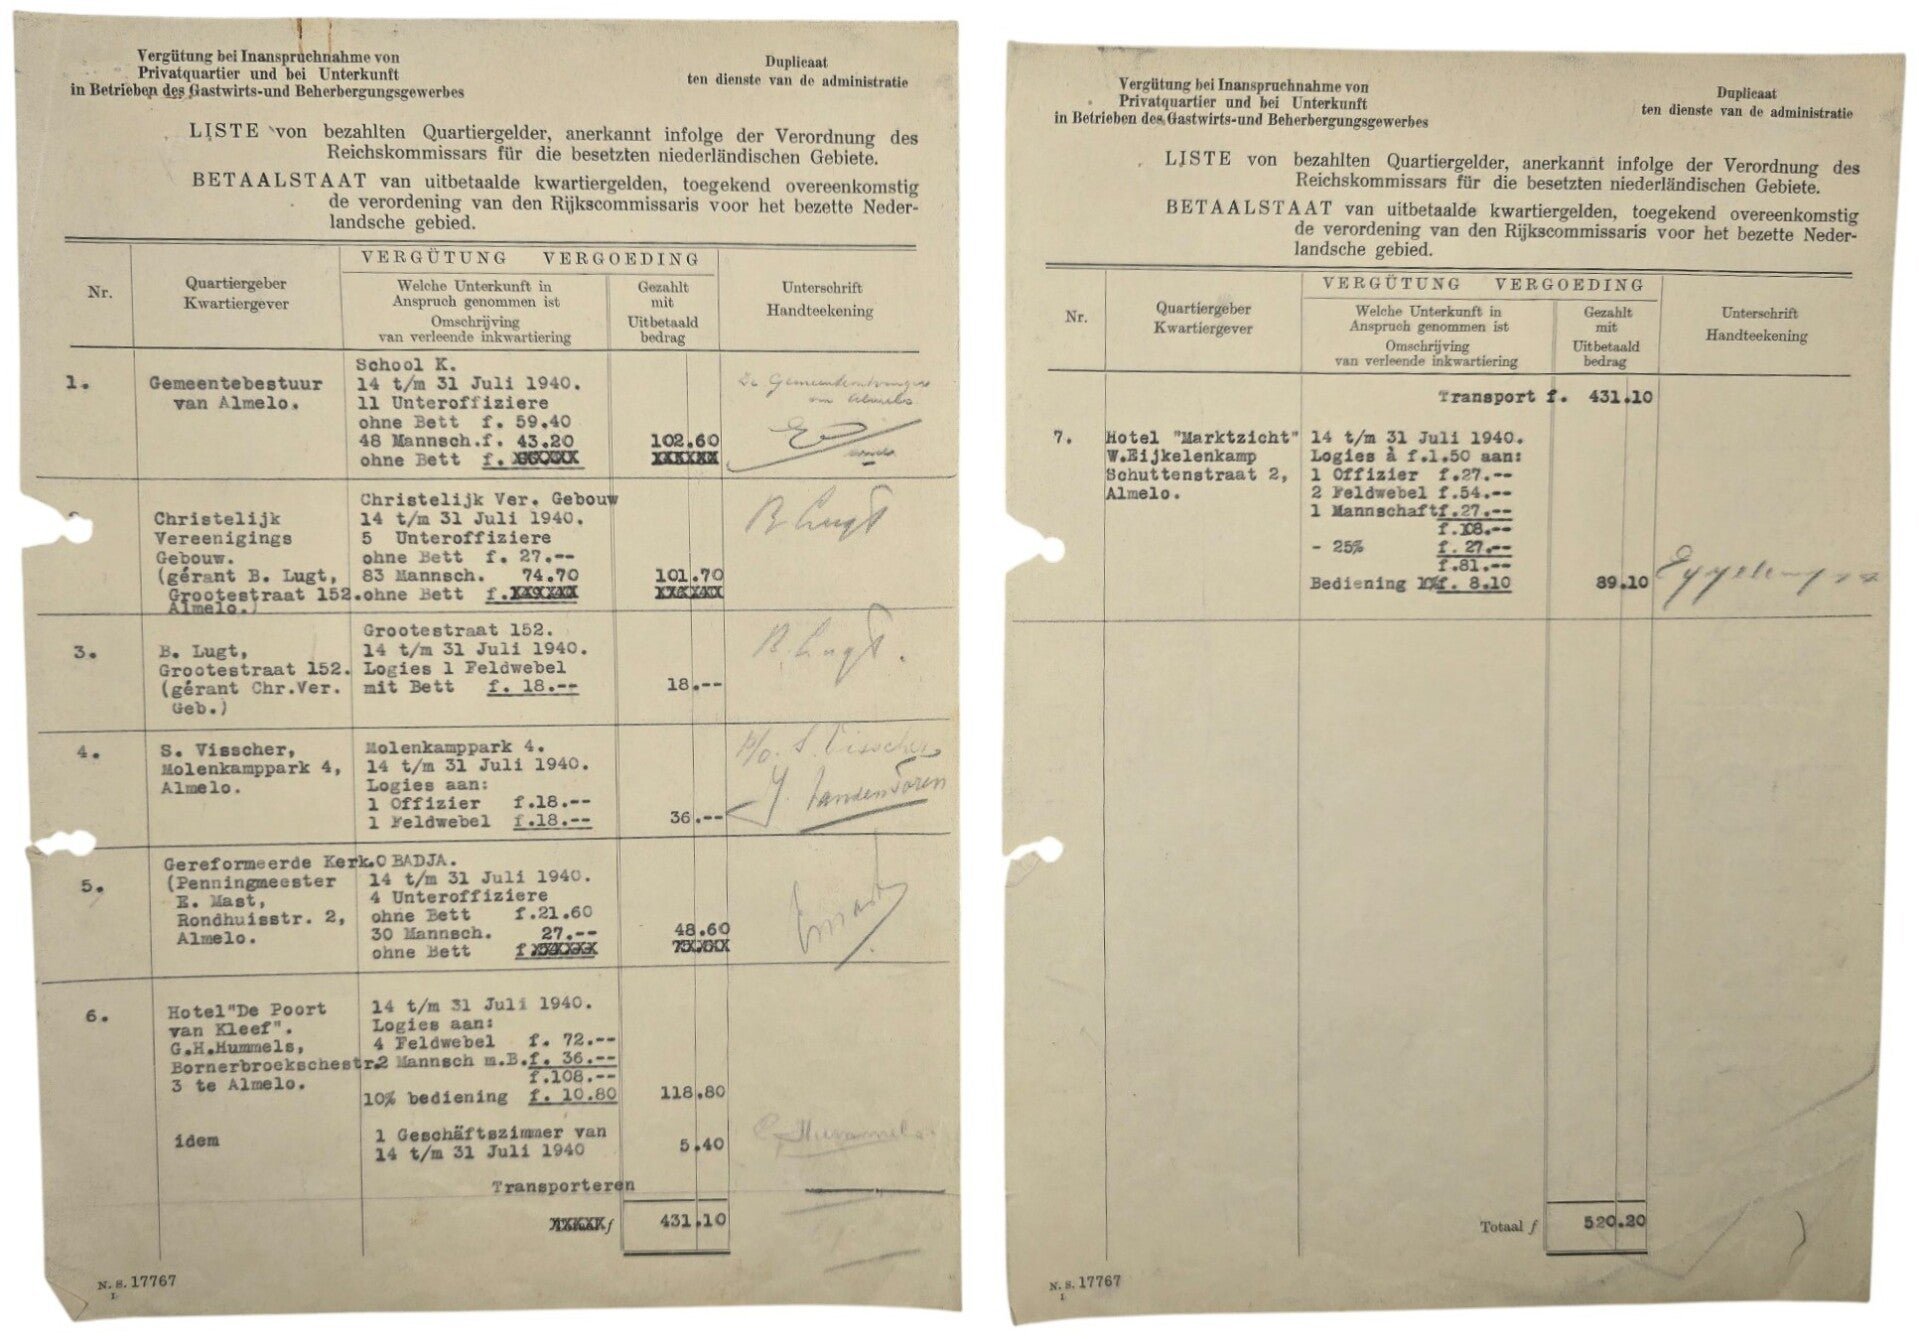 Vergütung bei Inanspruchnahme von
Privatquartier und bei Unterkunft
in Betrieben des Gastwirts-und Beherbergungsgewerbes
Duplicaat
ten dienste van de administratie
LISTE von bezahlten Quartiergelder, anerkannt infolge der Verordnung des
Reichskommissars für die besetzten niederländischen Gebiete.
BETAALSTAAT van uitbetaalde kwartiergelden, toegekend overeenkomstig
de verordening van den Rijkscommissaris voor het bezette Neder-
landsche gebied.
Nr.
Quartiergeber
Kwartiergever
VERGÜTUNG VERGOEDING
Welche Unterkunft in
Anspruch genommen ist
Omschrijving
van verleende inkwartiering
Gezahlt
mit
Uitbetaald
bedrag
Unterschrift
Handteekening
1.
Gemeentebestuur
van Almelo.
School K.
14 t/m 31 Juli 1940.
11 Unteroffiziere
ohne Bett f. 59.40
48 Mannsch.f. 43.20
ohne Bett f.
102.60
De Gemeenteontvanger
van Almelo
Christelijk
Vereenigings
Gebouw.
(gérant B. Lugt,
Grootestraat 152.
Almelo.)
Christelijk Ver. Gebouw
14 t/m 31 Juli 1940.
5 Unteroffiziere
ohne Bett f. 27.--
83 Mannsch. 74.70
ohne Bett f.
101.70
B. Lugt
3.
B. Lugt,
Grootestraat 152.
(gérant Chr.Ver.
Geb.)
Grootestraat 152.
14 t/m 31 Juli 1940.
Logies 1 Feldwebel
mit Bett f. 18.--
18.--
B. Lugt.
4.
S. Visscher,
Molenkamppark 4,
Almelo.
Molenkamppark 4.
14 t/m 31 Juli 1940.
Logies aan:
1 Offizier f.18.--
1 Feldwebel f.18.--
36.--
p/o. S. Visscher
5.
Gereformeerde Kerk.
(Penningmeester
E. Mast,
Rondhuisstr. 2,
Almelo.
O BADJA.
14 t/m 31 Juli 1940.
4 Unteroffiziere
ohne Bett f.21.60
30 Mannsch. 27.--
ohne Bett f
48.60
EMast
6.
Hotel"De Poort
van Kleef".
G.H.Hummels,
Bornerbroekschestr.
3 te Almelo.
14 t/m 31 Juli 1940.
Logies aan:
4 Feldwebel f. 72.--
2 Mannsch m.B.f. 36.--
f.108.--
10% bediening f. 10.80
118.80
idem
1 Geschäftszimmer van
14 t/m 31 Juli 1940
5.40
Transporteren
f
431.10
N. S. 17767
1
Vergütung bei Inanspruchnahme von
Privatquartier und bei Unterkunft
in Betrieben des Gastwirts-und Beherbergungsgewerbes
Duplicaat
ten dienste van de administratie
LISTE von bezahlten Quartiergelder, anerkannt infolge der Verordnung des
Reichskommissars für die besetzten niederländischen Gebiete.
BETAALSTAAT van uitbetaalde kwartiergelden, toegekend overeenkomstig
de verordening van den Rijkscommissaris voor het bezette Neder-
landsche gebied.
Nr.
Quartiergeber
Kwartiergever
VERGÜTUNG VERGOEDING
Welche Unterkunft in
Anspruch genommen ist
Omschrijving
van verleende inkwartiering
Gezahlt
mit
Uitbetaald
bedrag
Unterschrift
Handteekening
Transport f. 431.10
7.
Hotel "Marktzicht"
W.Eijkelenkamp
Schuttenstraat 2,
Almelo.
14 t/m 31 Juli 1940.
Logies à f.1.50 aan:
1 Offizier f.27.--
2 Feldwebel f.54.--
1 Mannschaftf.27.--
f.108.--
- 25% f. 27.--
f.81.--
Bediening 10%f. 8.10
89.10
Totaal f 520.20
N. S. 17767
1